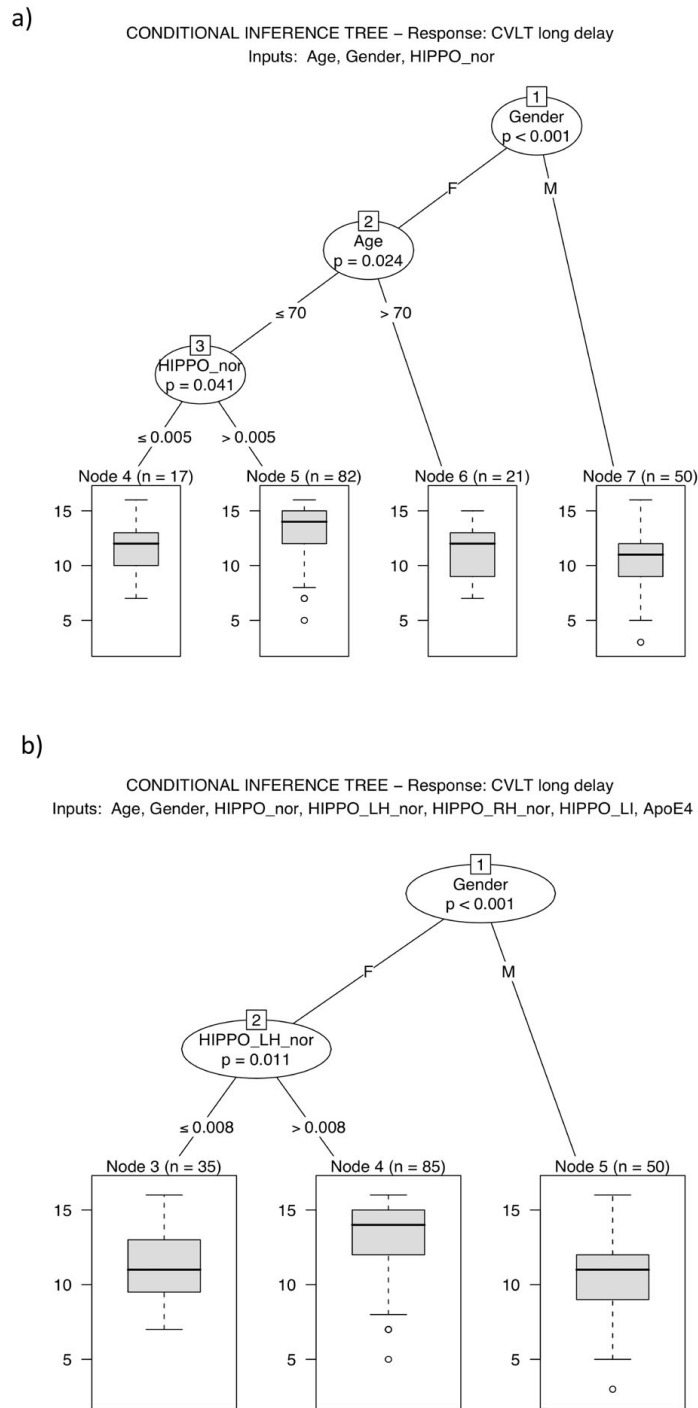 a)
CONDITIONAL INFERENCE TREE – Response: CVLT long delay
Inputs: Age, Gender, HIPPO_nor
1
Gender
p < 0.001
F
M
2
Age
p = 0.024
≤ 70
> 70
3
HIPPO_nor
p = 0.041
≤ 0.005
> 0.005
Node 4 (n = 17)
Node 5 (n = 82)
Node 6 (n = 21)
Node 7 (n = 50)
15
10
5
15
10
5
15
10
5
15
10
5
b)
CONDITIONAL INFERENCE TREE – Response: CVLT long delay
Inputs: Age, Gender, HIPPO_nor, HIPPO_LH_nor, HIPPO_RH_nor, HIPPO_LI, ApoE4
1
Gender
p < 0.001
F
M
2
HIPPO_LH_nor
p = 0.011
≤ 0.008
> 0.008
Node 3 (n = 35)
Node 4 (n = 85)
Node 5 (n = 50)
15
10
5
15
10
5
15
10
5